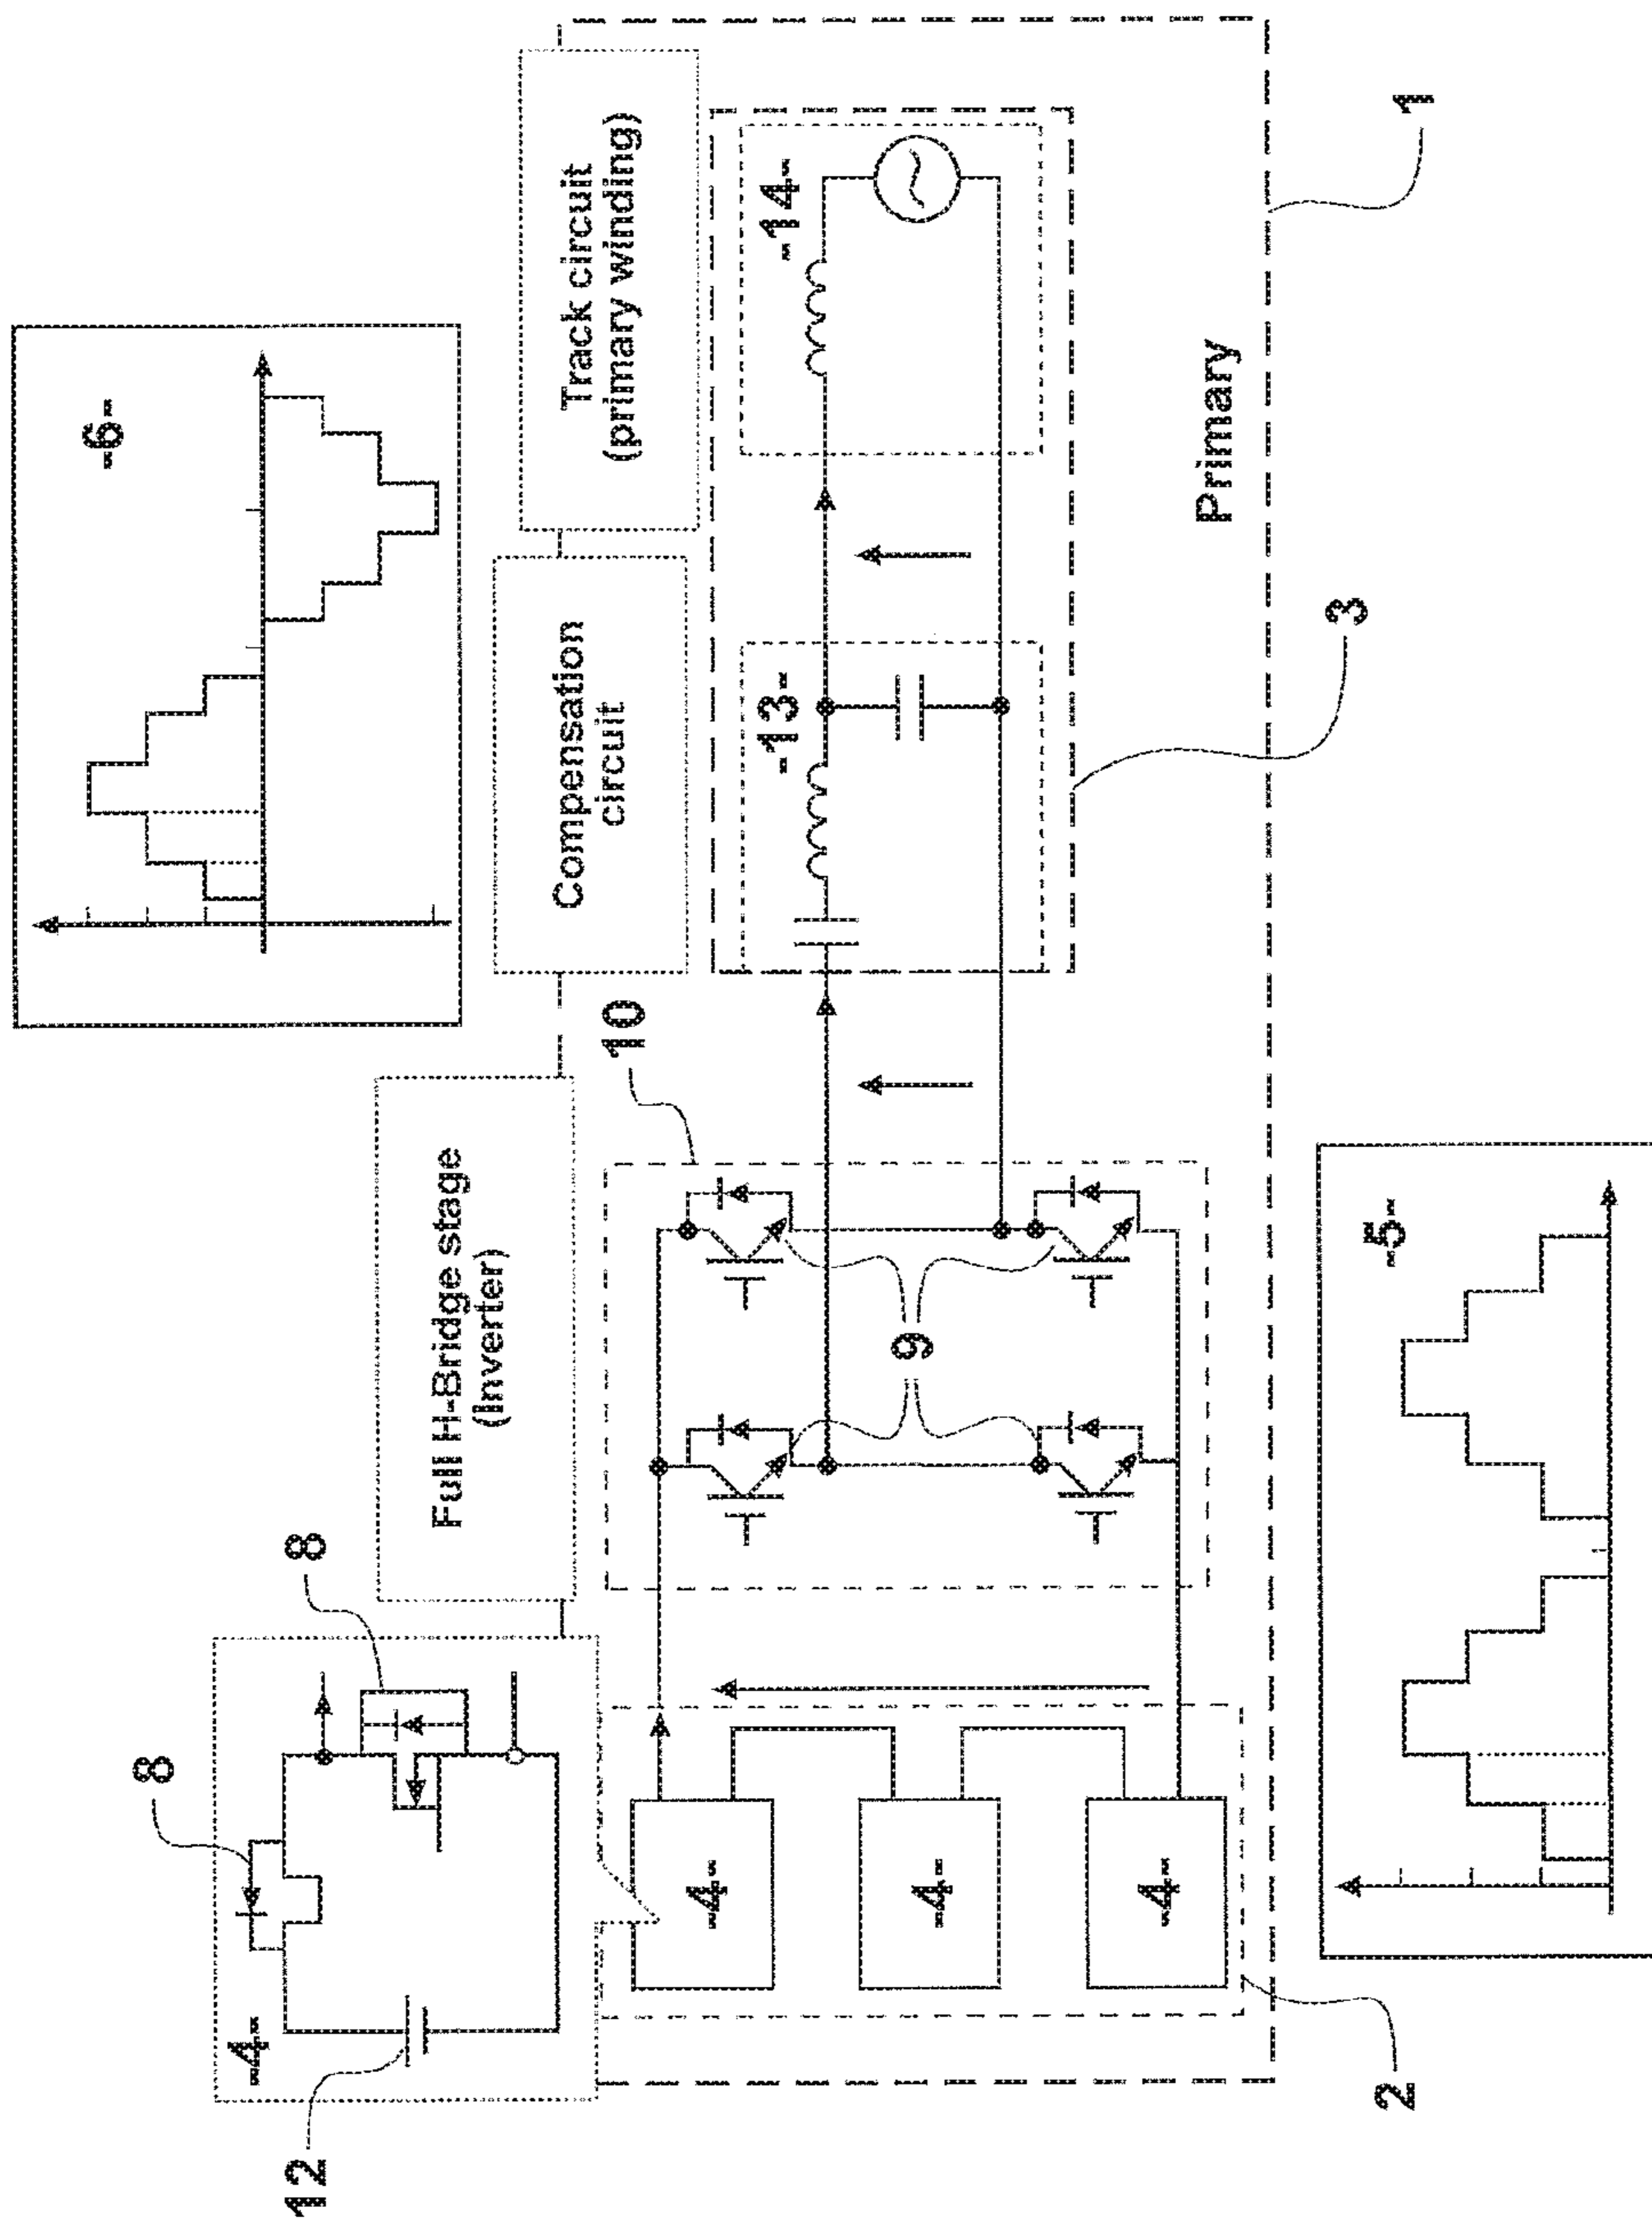 -6-
Track circuit
(primary winding)
Compensation
circuit
Full H-Bridge stage
(Inverter)
8
8
-4-
12
10
-14-
-13-
9
-4-
-4-
-4-
Primary
1
3
2
-5-